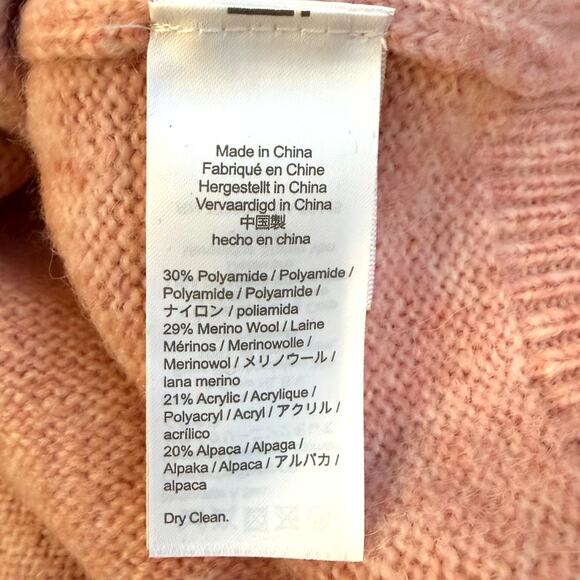 Made in China
Fabriqué en Chine
Hergestellt in China
Vervaardigd in China
中国製
hecho en china
30% Polyamide / Polyamide /
Polyamide / Polyamide /
ナイロン / poliamida
29% Merino Wool / Laine
Mérinos / Merinowolle /
Merinowol / メリノウール /
lana merino
21% Acrylic / Acrylique /
Polyacryl / Acryl / アクリル /
acrílico
20% Alpaca / Alpaga /
Alpaka / Alpaca / アルパカ /
alpaca
Dry Clean.